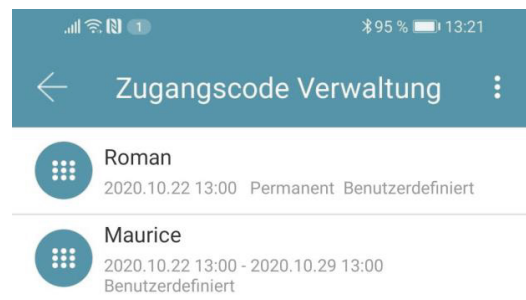 1 95 % 13:21
Zugangscode Verwaltung
Roman
2020.10.22 13:00 Permanent Benutzerdefiniert
Maurice
2020.10.22 13:00 - 2020.10.29 13:00
Benutzerdefiniert